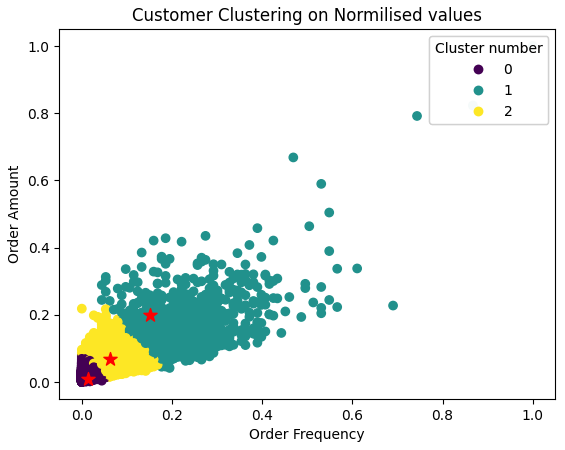 Customer Clustering on Normilised values
Cluster number
0
1
2
1.0
0.8
0.6
0.4
0.2
0.0
Order Amount
0.0 0.2 0.4 0.6 0.8 1.0
Order Frequency